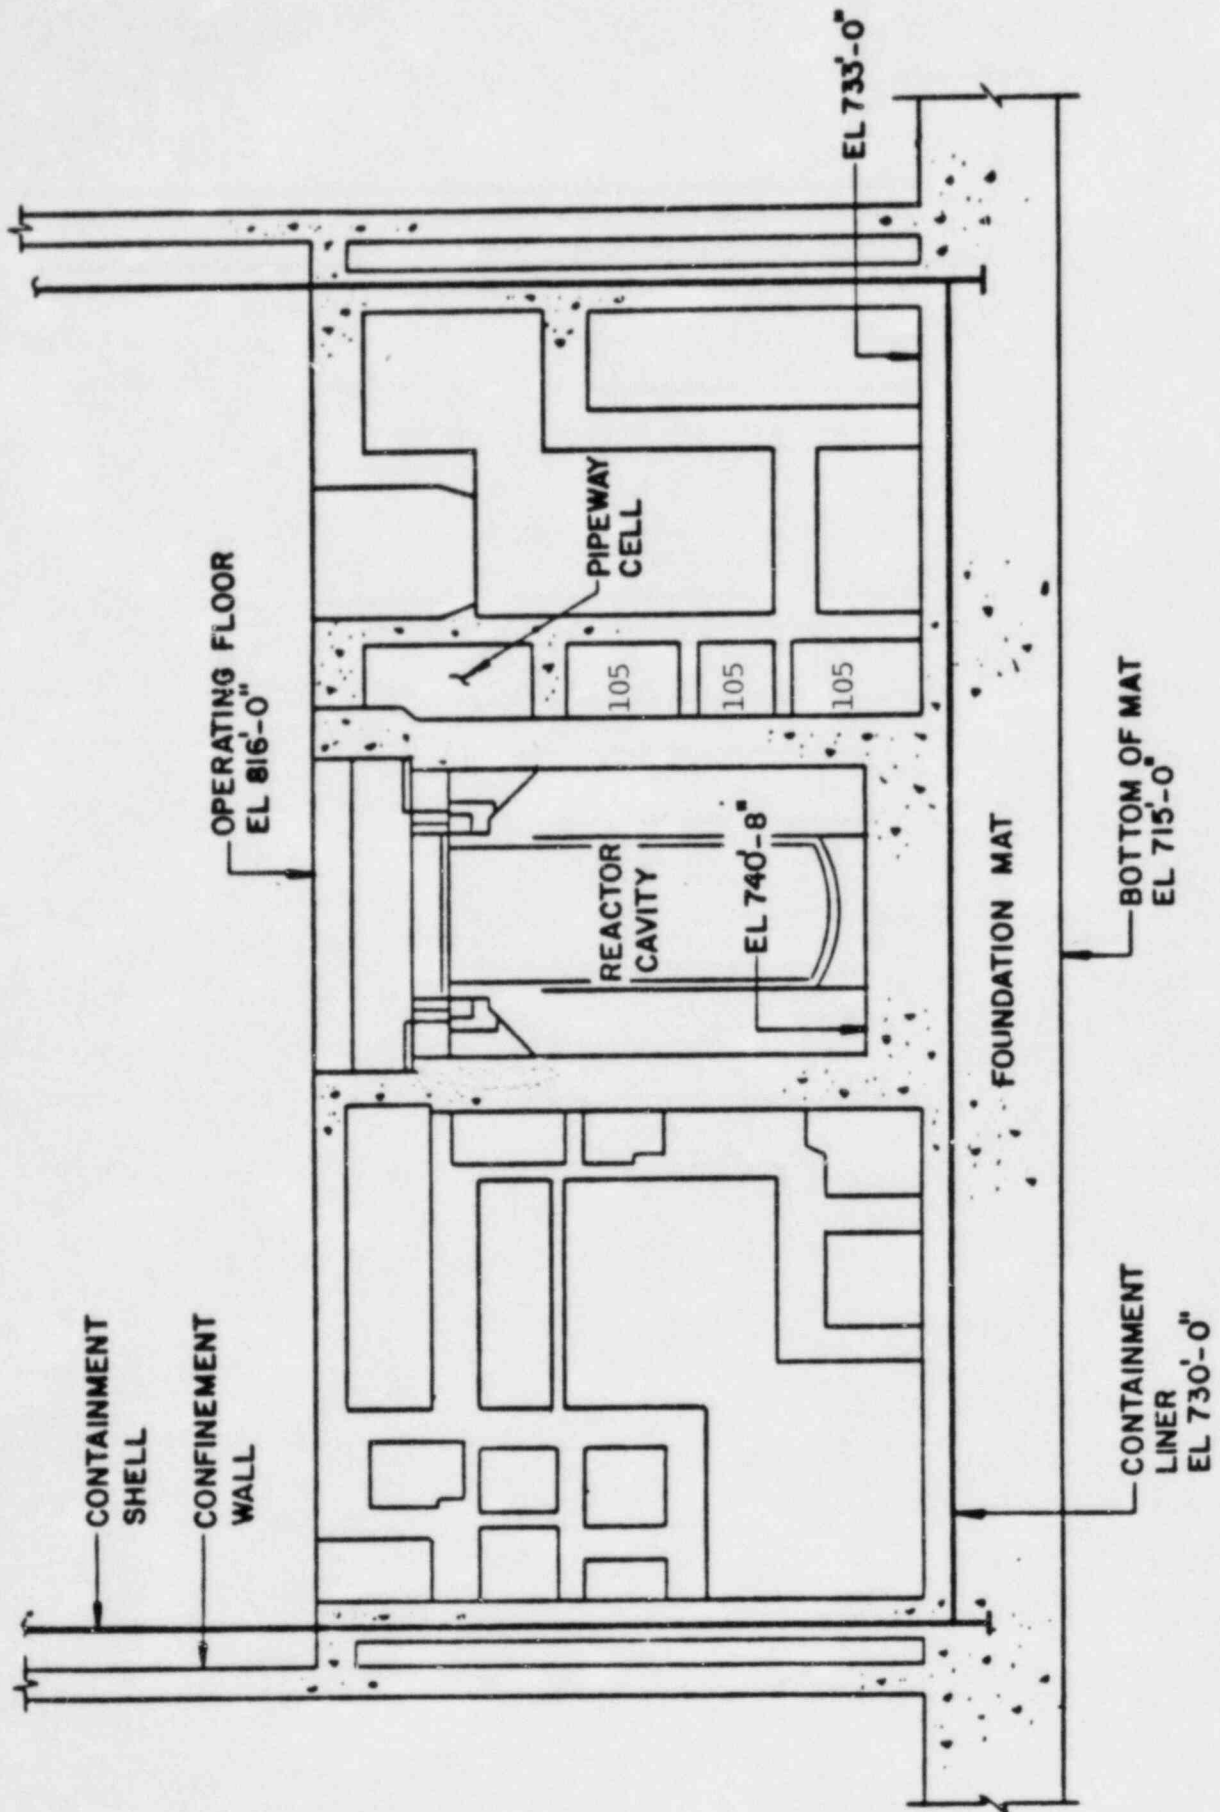 CONTAINMENT
SHELL
CONFINEMENT
WALL
OPERATING FLOOR
EL 816'-0"
PIPEWAY
CELL
EL 733'-0"
105
105
105
REACTOR
CAVITY
EL 740'-8"
FOUNDATION MAT
CONTAINMENT
LINER
EL 730'-0"
BOTTOM OF MAT
EL 715'-0"